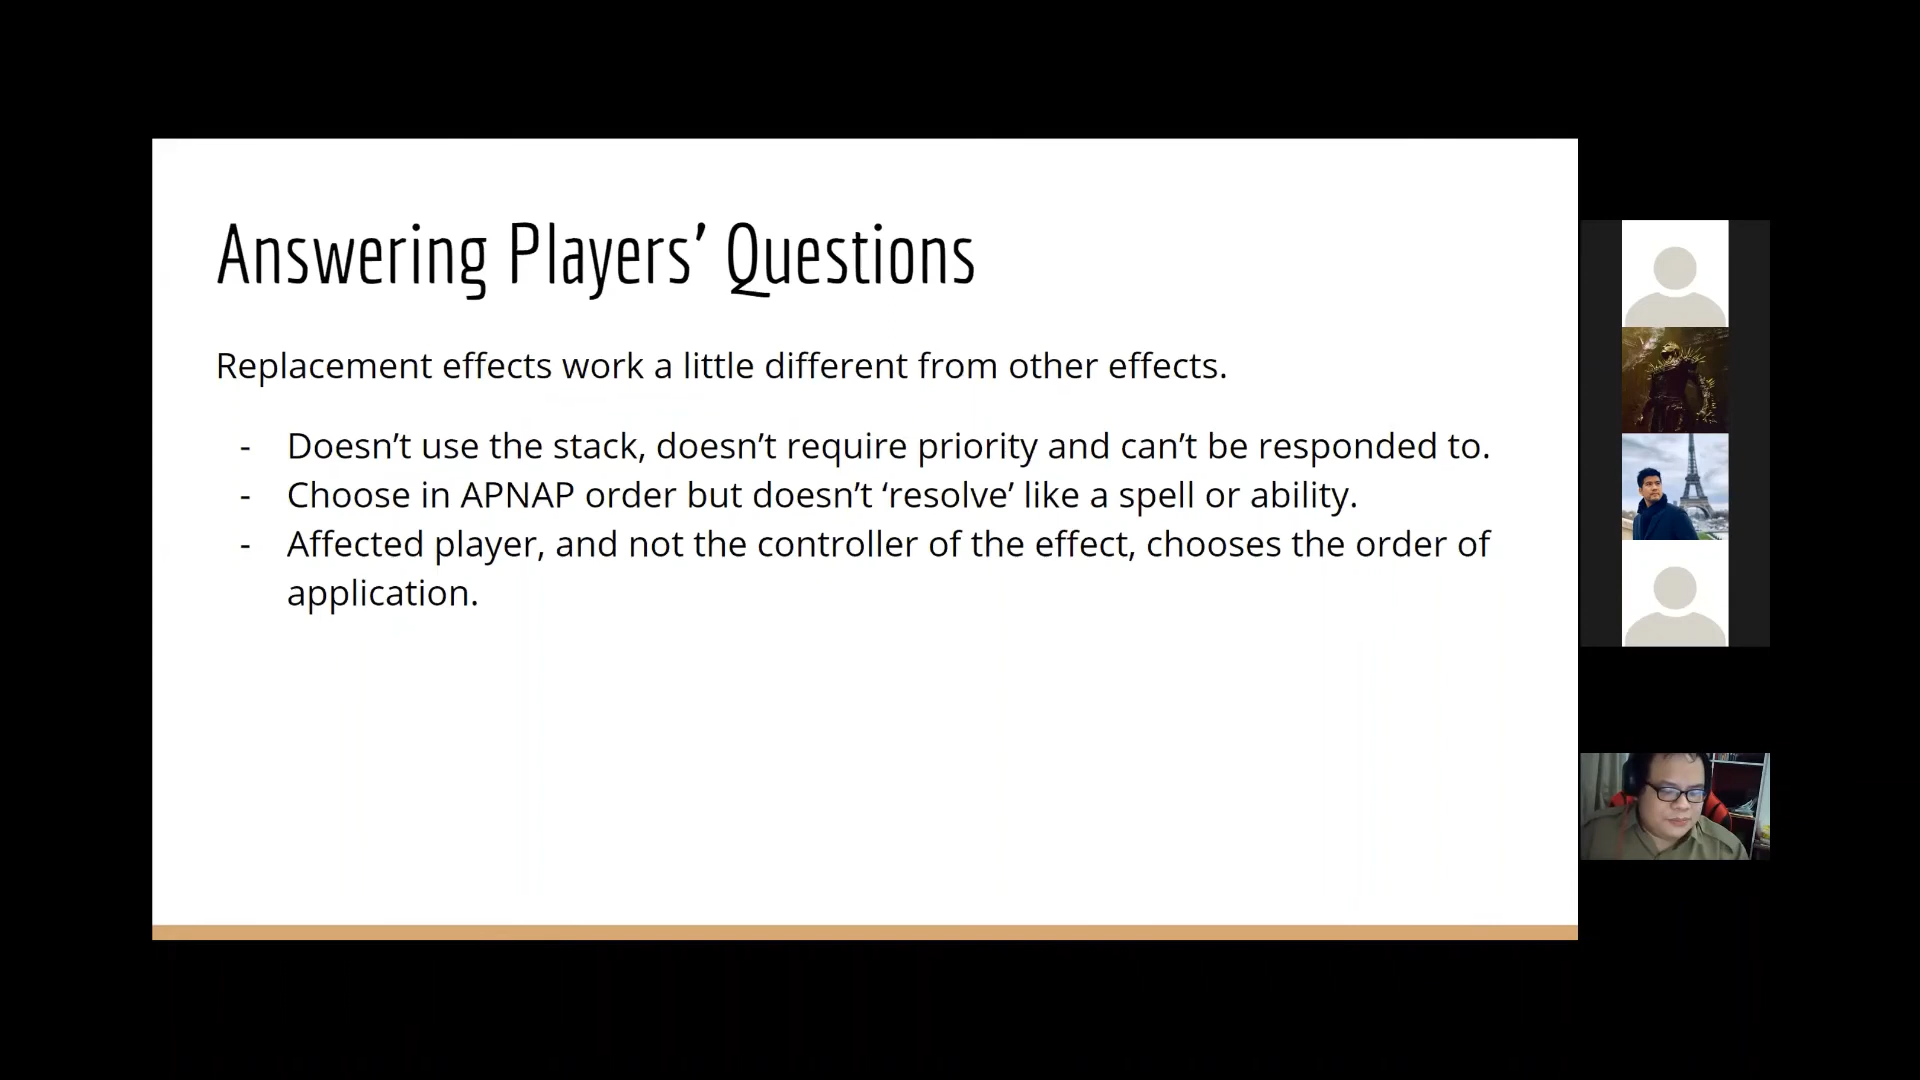 Answering Players’ Questions
Replacement effects work a little different from other effects.
- Doesn’t use the stack, doesn’t require priority and can’t be responded to.
- Choose in APNAP order but doesn’t ‘resolve’ like a spell or ability.
- Affected player, and not the controller of the effect, chooses the order of
application.